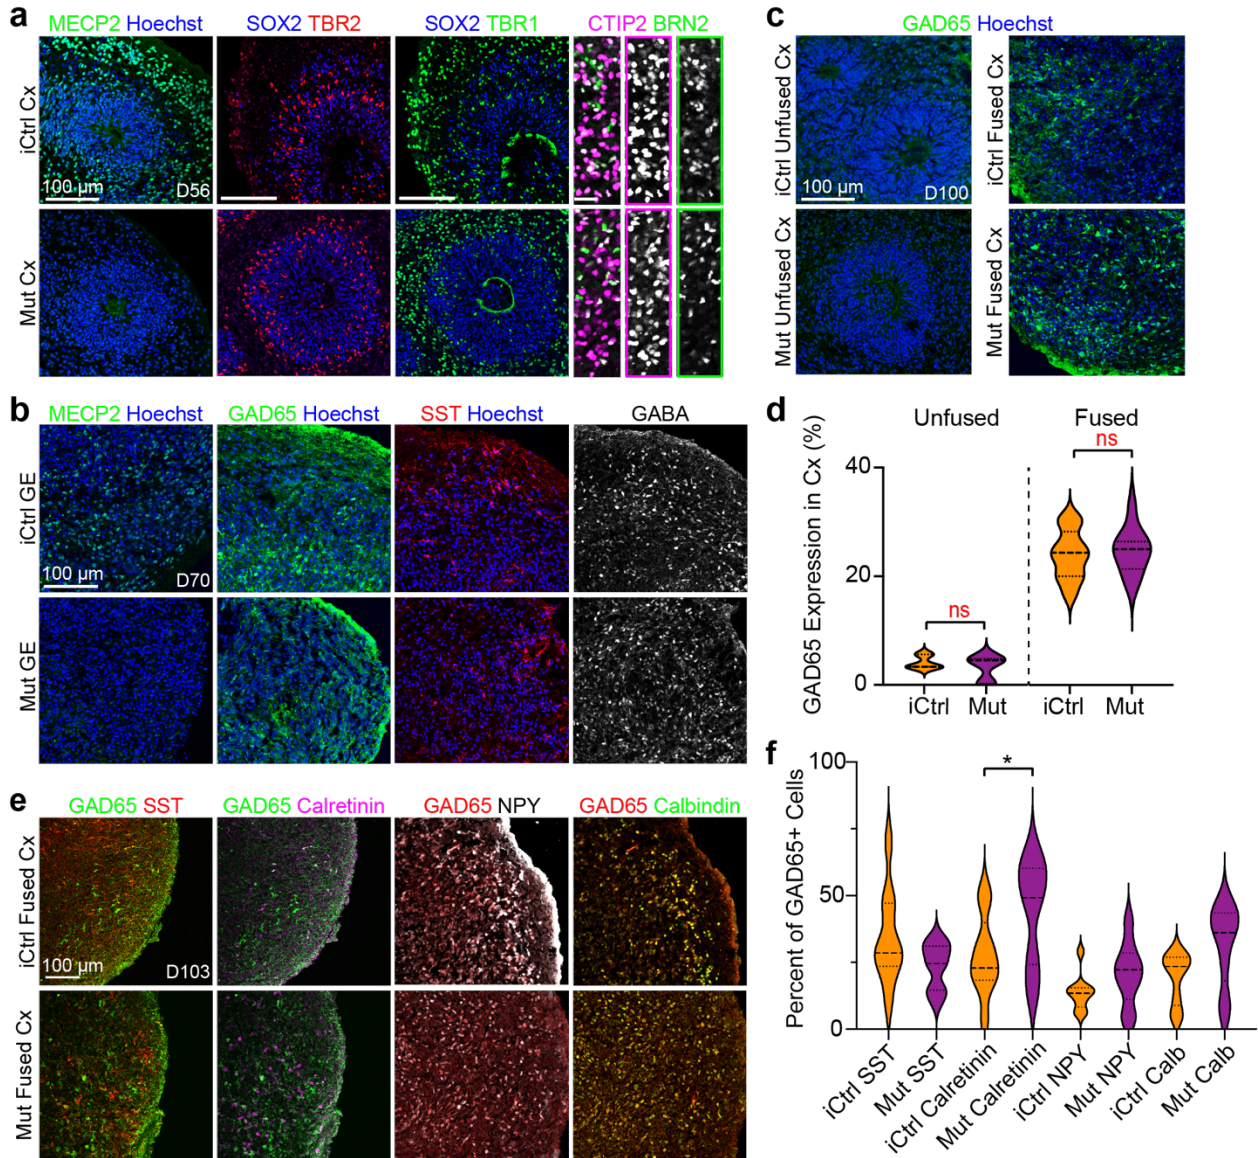 a
MECP2 Hoechst
SOX2 TBR2
SOX2 TBR1
CTIP2 BRN2
iCtrl Cx
100 µm
D56
Mut Cx
b
MECP2 Hoechst
GAD65 Hoechst
SST Hoechst
GABA
iCtrl GE
100 µm
D70
Mut GE
c
GAD65 Hoechst
iCtrl Unfused Cx
100 µm
D100
iCtrl Fused Cx
Mut Unfused Cx
Mut Fused Cx
d
Unfused
Fused
GAD65 Expression in Cx (%)
40
20
0
ns
ns
iCtrl
Mut
iCtrl
Mut
e
GAD65 SST
GAD65 Calretinin
GAD65 NPY
GAD65 Calbindin
iCtrl Fused Cx
100 µm
D103
Mut Fused Cx
f
Percent of GAD65+ Cells
100
50
0
*
iCtrl SST
Mut SST
iCtrl Calretinin
Mut Calretinin
iCtrl NPY
Mut NPY
iCtrl Calb
Mut Calb